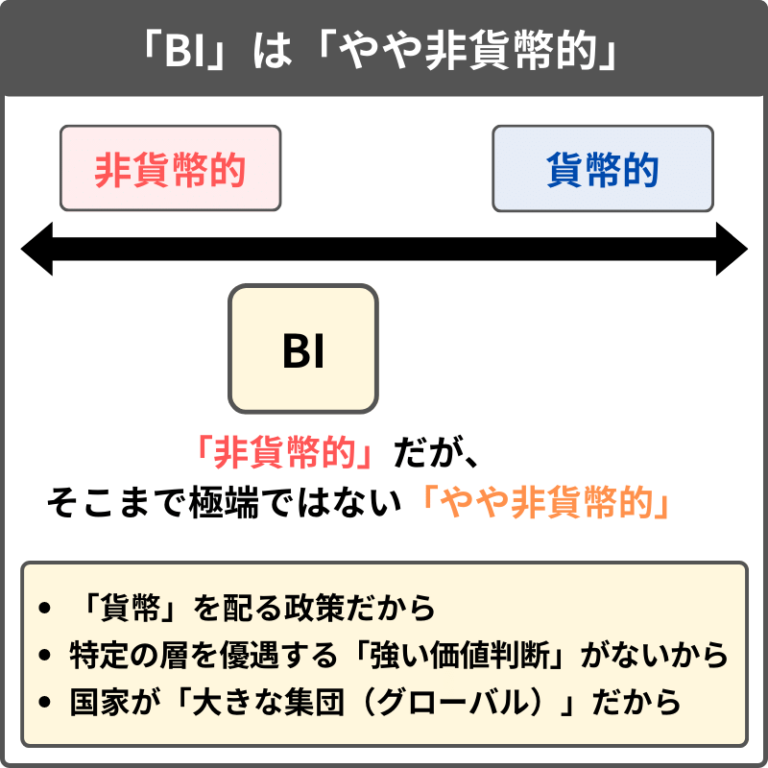 「BI」は「やや非貨幣的」
非貨幣的
貨幣的
BI
「非貨幣的」だが、
そこまで極端ではない「やや非貨幣的」
• 「貨幣」を配る政策だから
• 特定の層を優遇する「強い価値判断」がないから
• 国家が「大きな集団（グローバル）」だから